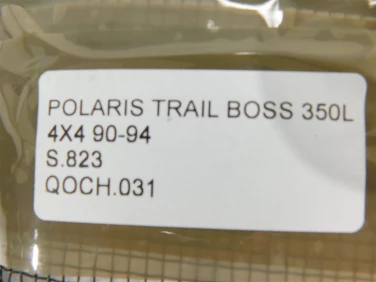 POLARIS TRAIL BOSS 350L
4X4 90-94
S.823
QOCH.031